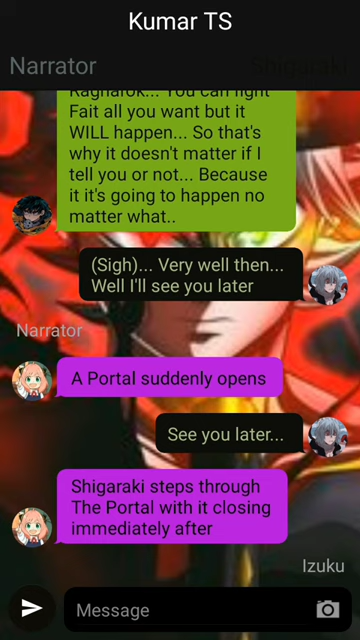 Kumar TS
Narrator
Shigaraki
Ragnarok... You can fight
Fait all you want but it
WILL happen... So that's
why it doesn't matter if I
tell you or not... Because
it it's going to happen no
matter what..
(Sigh)... Very well then...
Well I'll see you later
Narrator
A Portal suddenly opens
See you later...
Shigaraki steps through
The Portal with it closing
immediately after
Izuku
Message